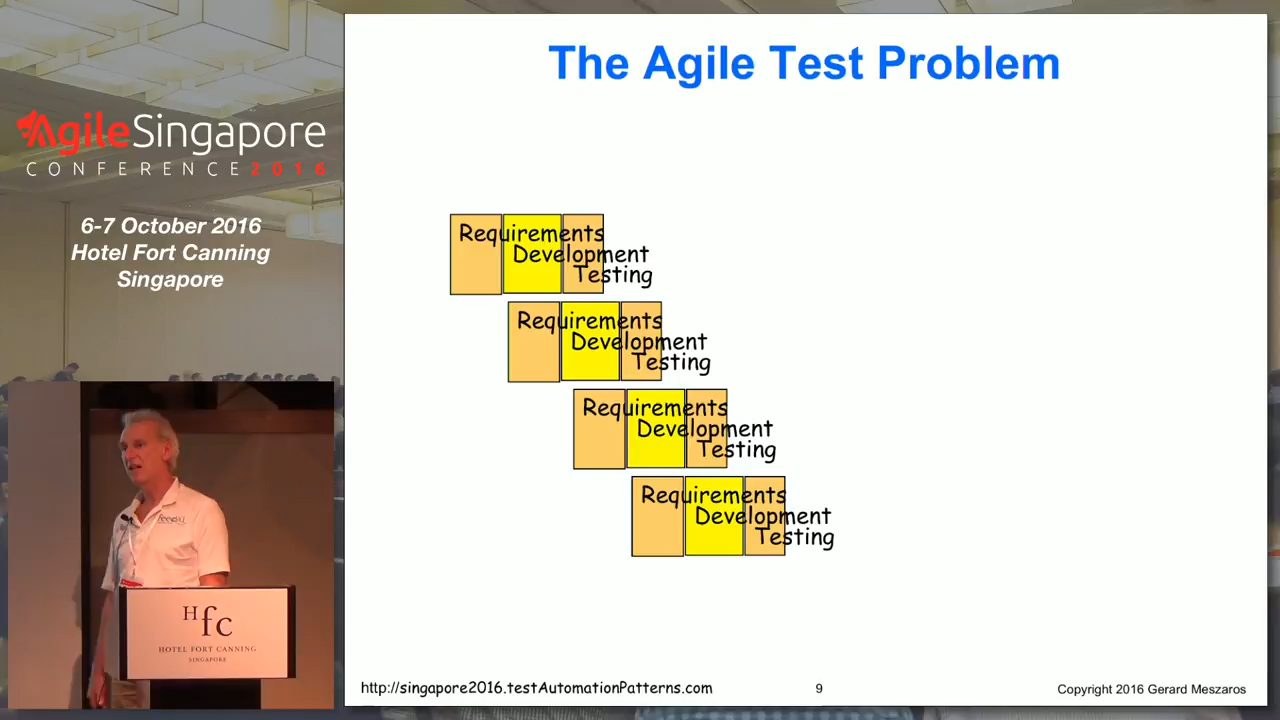 AgileSingapore
CONFERENCE 2016
6-7 October 2016
Hotel Fort Canning
Singapore
Hfc
HOTEL FORT CANNING
SINGAPORE
The Agile Test Problem
Requirements
Development
Testing
Requirements
Development
Testing
Requirements
Development
Testing
Requirements
Development
Testing
http://singapore2016.testAutomationPatterns.com
9
Copyright 2016 Gerard Meszaros